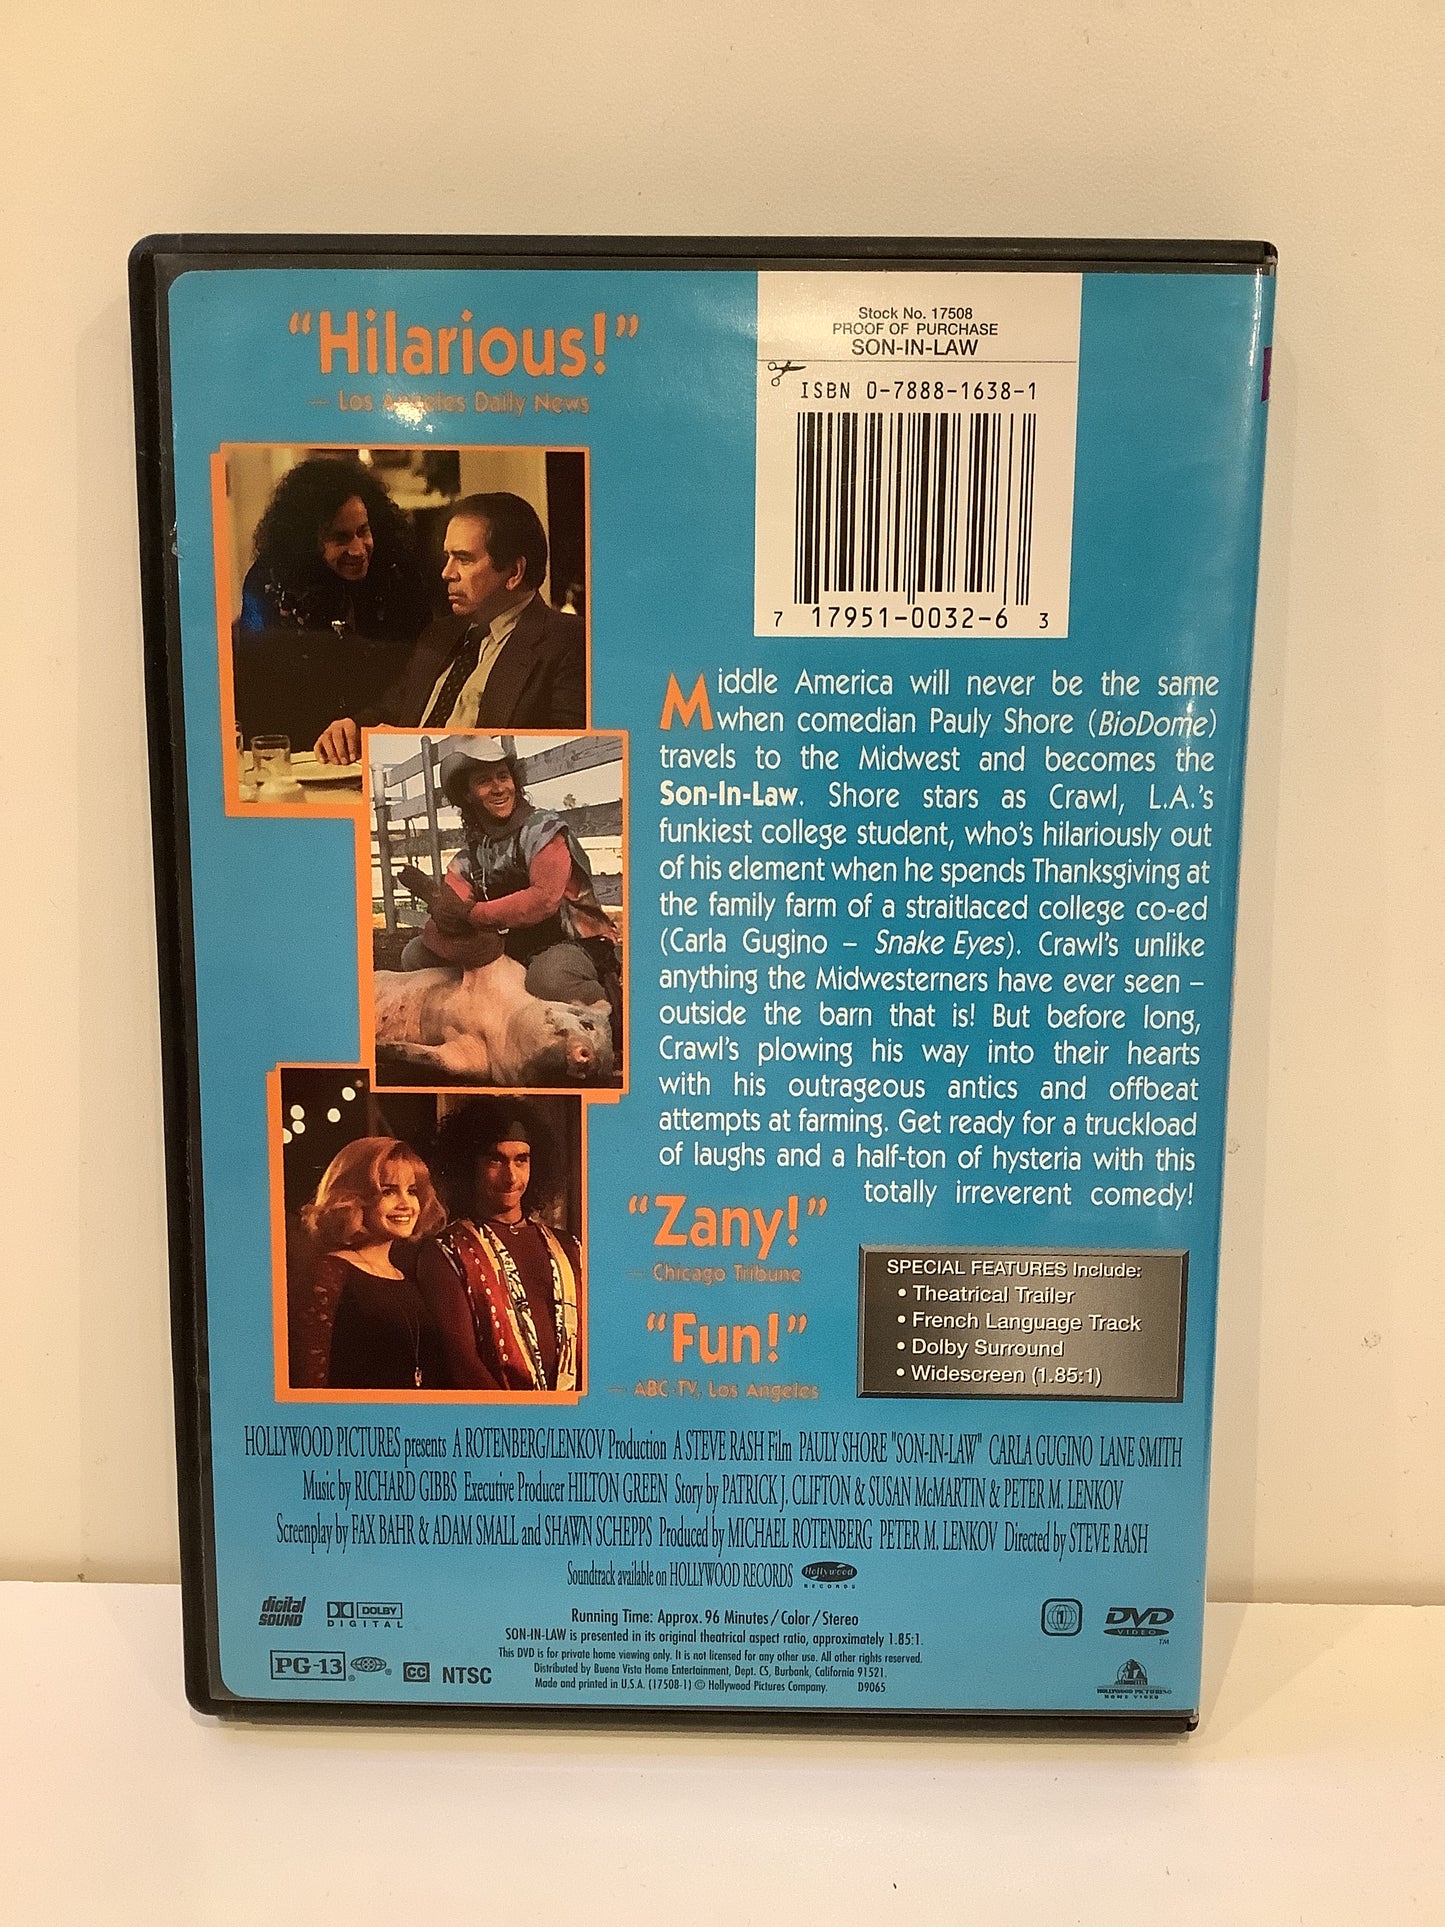 "Hilarious!"
— Los Angeles Daily News
Stock No. 17508
PROOF OF PURCHASE
SON-IN-LAW
ISBN 0-7888-1638-1
7 17951-0032-6 3
Middle America will never be the same
when comedian Pauly Shore (BioDome)
travels to the Midwest and becomes the
Son-In-Law. Shore stars as Crawl, L.A.'s
funkiest college student, who's hilariously out
of his element when he spends Thanksgiving at
the family farm of a straitlaced college co-ed
(Carla Gugino – Snake Eyes). Crawl's unlike
anything the Midwesterners have ever seen –
outside the barn that is! But before long,
Crawl's plowing his way into their hearts
with his outrageous antics and offbeat
attempts at farming. Get ready for a truckload
of laughs and a half-ton of hysteria with this
totally irreverent comedy!
"Zany!"
— Chicago Tribune
"Fun!"
— ABC-TV, Los Angeles
SPECIAL FEATURES Include:
• Theatrical Trailer
• French Language Track
• Dolby Surround
• Widescreen (1.85:1)
HOLLYWOOD PICTURES presents A ROTENBERG/LENKOV Production A STEVE RASH Film PAULY SHORE "SON-IN-LAW" CARLA GUGINO LANE SMITH
Music by RICHARD GIBBS Executive Producer HILTON GREEN Story by PATRICK J. CLIFTON & SUSAN McMARTIN & PETER M. LENKOV
Screenplay by FAX BAHR & ADAM SMALL and SHAWN SCHEPPS Produced by MICHAEL ROTENBERG PETER M. LENKOV Directed by STEVE RASH
Soundtrack available on HOLLYWOOD RECORDS Hollywood RECORDS
digital SOUND
DOLBY
DIGITAL
Running Time: Approx. 96 Minutes/Color/Stereo
SON-IN-LAW is presented in its original theatrical aspect ratio, approximately 1.85:1.
This DVD is for private home viewing only. It is not licensed for any other use. All other rights reserved.
Distributed by Buena Vista Home Entertainment, Dept. CS, Burbank, California 91521.
Made and printed in U.S.A. (17508-1) © Hollywood Pictures Company. D9065
PG-13 ® ®
CC NTSC
1
DVD
VIDEO
TM
HOLLYWOOD PICTURES
HOME VIDEO